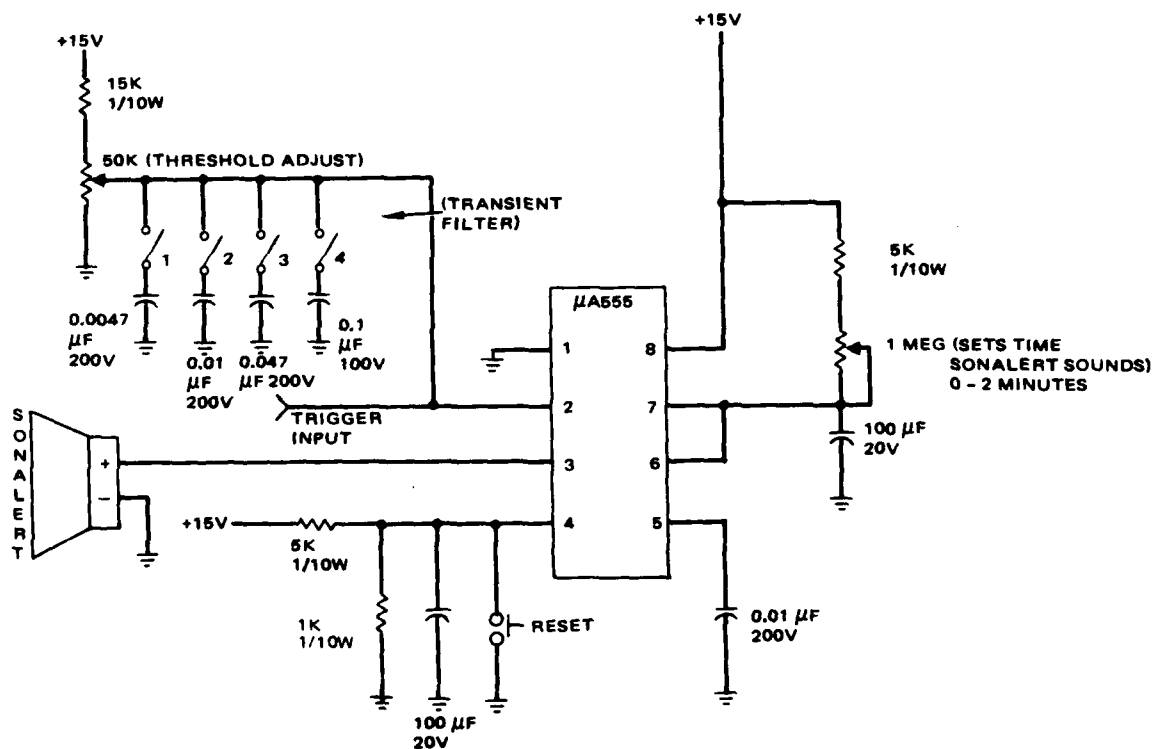 +15V
+15V
15K
1/10W
50K (THRESHOLD ADJUST)
(TRANSIENT
FILTER)
1
2
3
4
0.0047
μF
200V
0.01
μF
200V
0.047
μF 200V
0.1
μF
100V
μA555
1
8
2
7
3
6
4
5
5K
1/10W
1 MEG (SETS TIME
SONALERT SOUNDS)
0 - 2 MINUTES
100 μF
20V
TRIGGER
INPUT
SONALERT
+
−
+15V
5K
1/10W
1K
1/10W
100 μF
20V
RESET
0.01 μF
200V